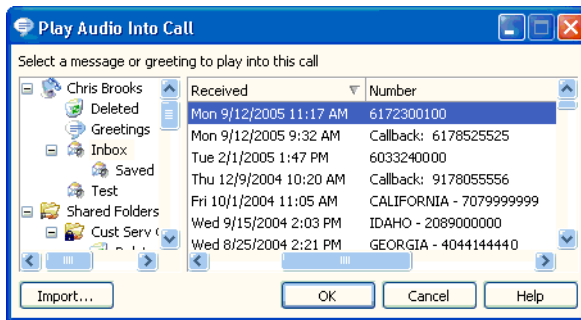 Play Audio Into Call
Select a message or greeting to play into this call
Chris Brooks
Deleted
Greetings
Inbox
Saved
Test
Shared Folders
Cust Serv
Received Number
Mon 9/12/2005 11:17 AM 6172300100
Mon 9/12/2005 9:32 AM Callback: 6178525525
Tue 2/1/2005 1:47 PM 6033240000
Thu 12/9/2004 10:20 AM Callback: 9178055556
Fri 10/1/2004 11:05 AM CALIFORNIA - 7079999999
Wed 9/15/2004 2:03 PM IDAHO - 2089000000
Wed 8/25/2004 2:21 PM GEORGIA - 4044144440
Import... OK Cancel Help